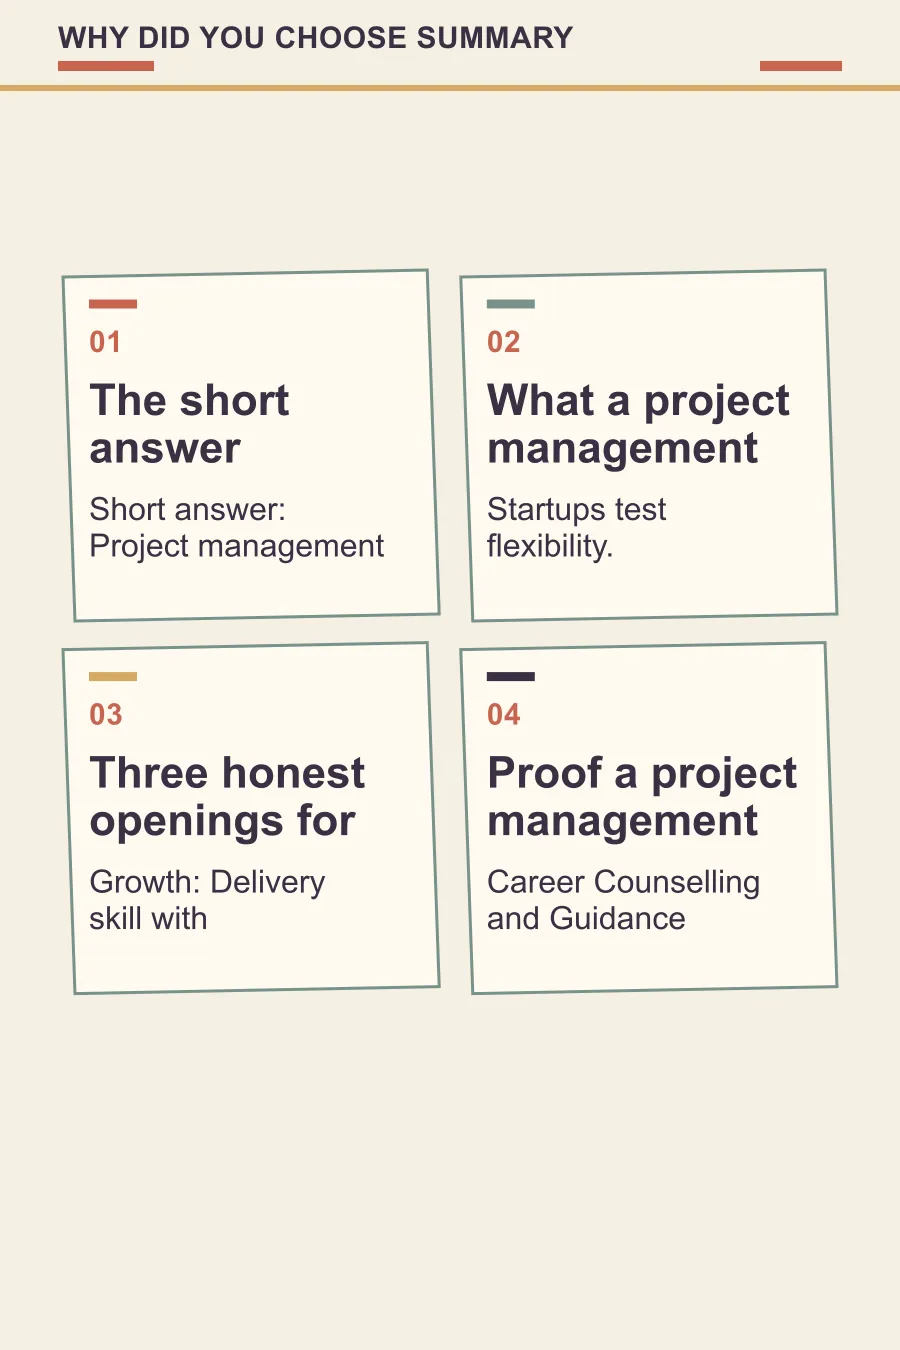 WHY DID YOU CHOOSE SUMMARY
01
The short
answer
Short answer:
Project management
02
What a project
management
Startups test
flexibility.
03
Three honest
openings for
Growth: Delivery
skill with
04
Proof a project
management
Career Counselling
and Guidance